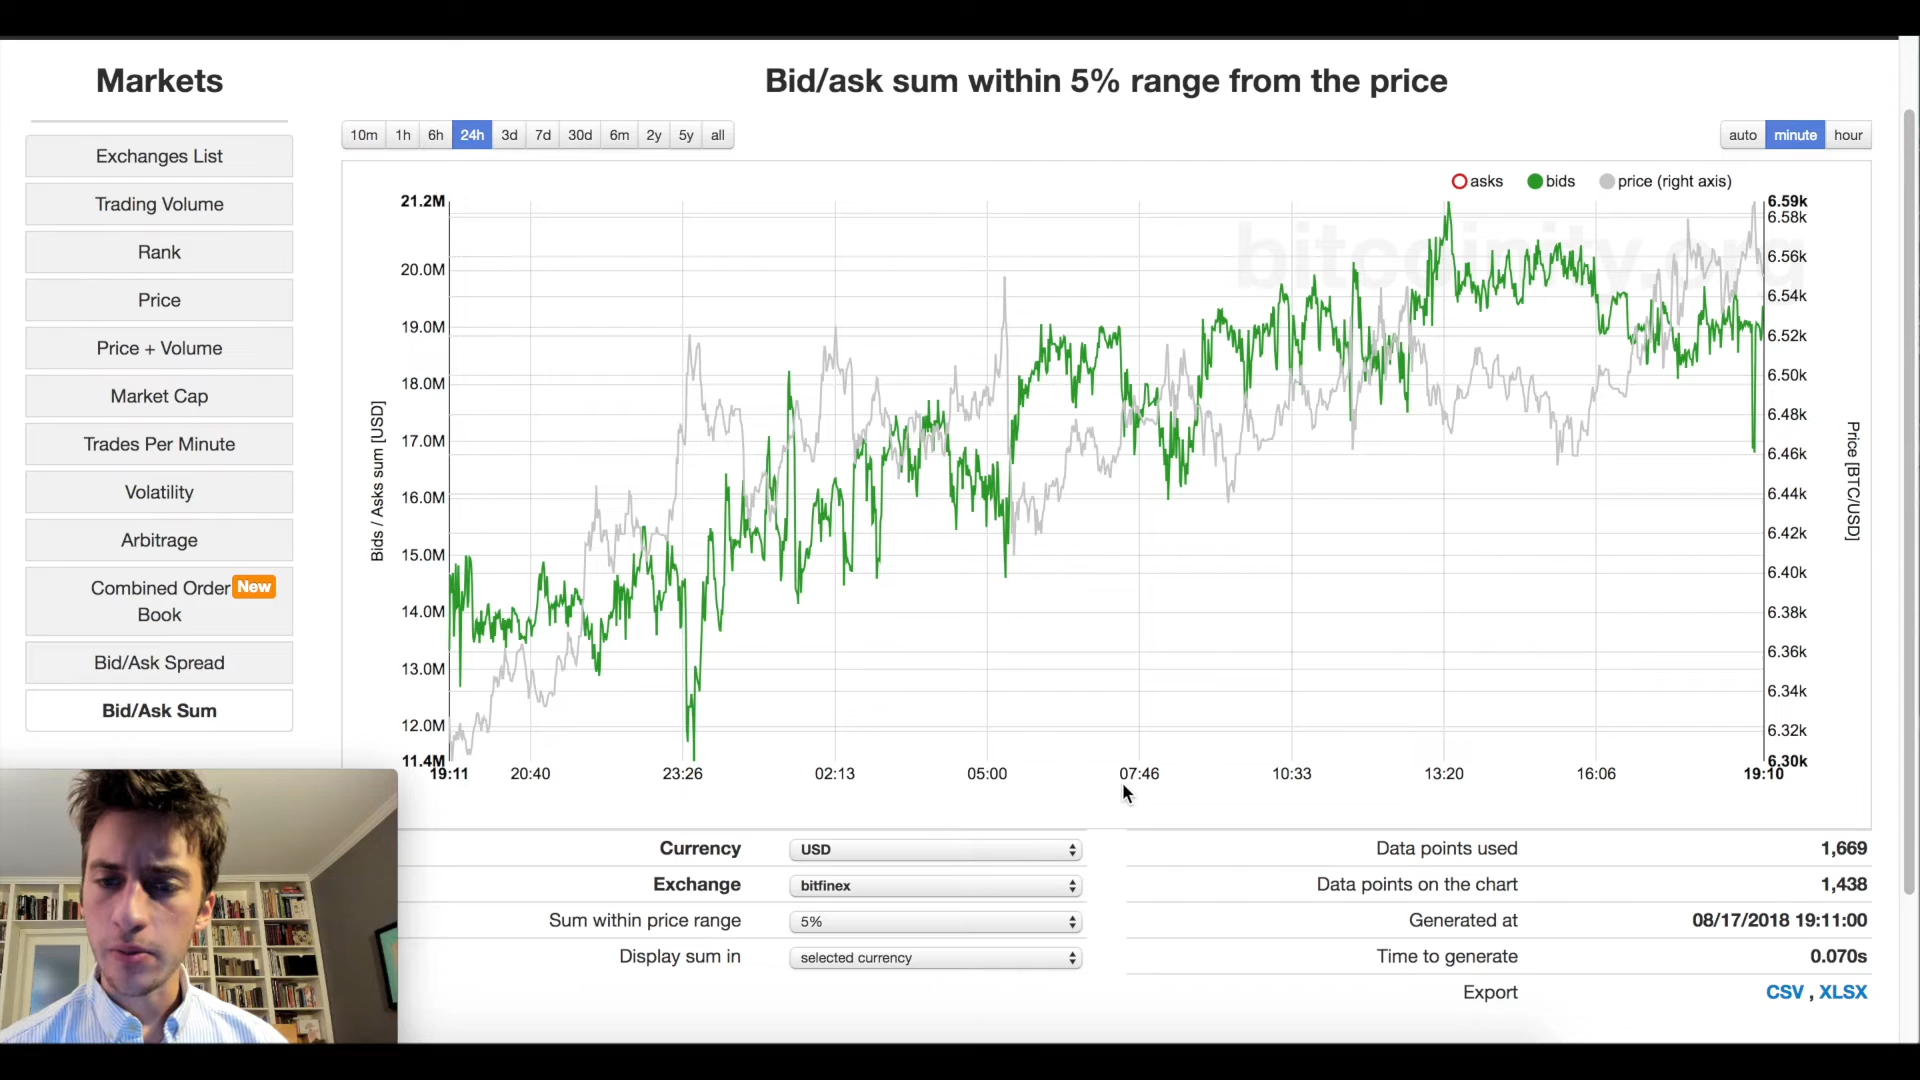 Markets
Exchanges List
Trading Volume
Rank
Price
Price + Volume
Market Cap
Trades Per Minute
Volatility
Arbitrage
Combined Order New
Book
Bid/Ask Spread
Bid/Ask Sum
Bid/ask sum within 5% range from the price
10m 1h 6h 24h 3d 7d 30d 6m 2y 5y all
auto minute hour
asks bids price (right axis)
bitcoinity.org
Bids / Asks sum [USD]
21.2M
20.0M
19.0M
18.0M
17.0M
16.0M
15.0M
14.0M
13.0M
12.0M
11.4M
6.59k
6.58k
6.56k
6.54k
6.52k
6.50k
6.48k
6.46k
6.44k
6.42k
6.40k
6.38k
6.36k
6.34k
6.32k
6.30k
Price [BTC/USD]
19:11 20:40 23:26 02:13 05:00 07:46 10:33 13:20 16:06 19:10
Currency USD
Exchange bitfinex
Sum within price range 5%
Display sum in selected currency
Data points used 1,669
Data points on the chart 1,438
Generated at 08/17/2018 19:11:00
Time to generate 0.070s
Export CSV , XLSX